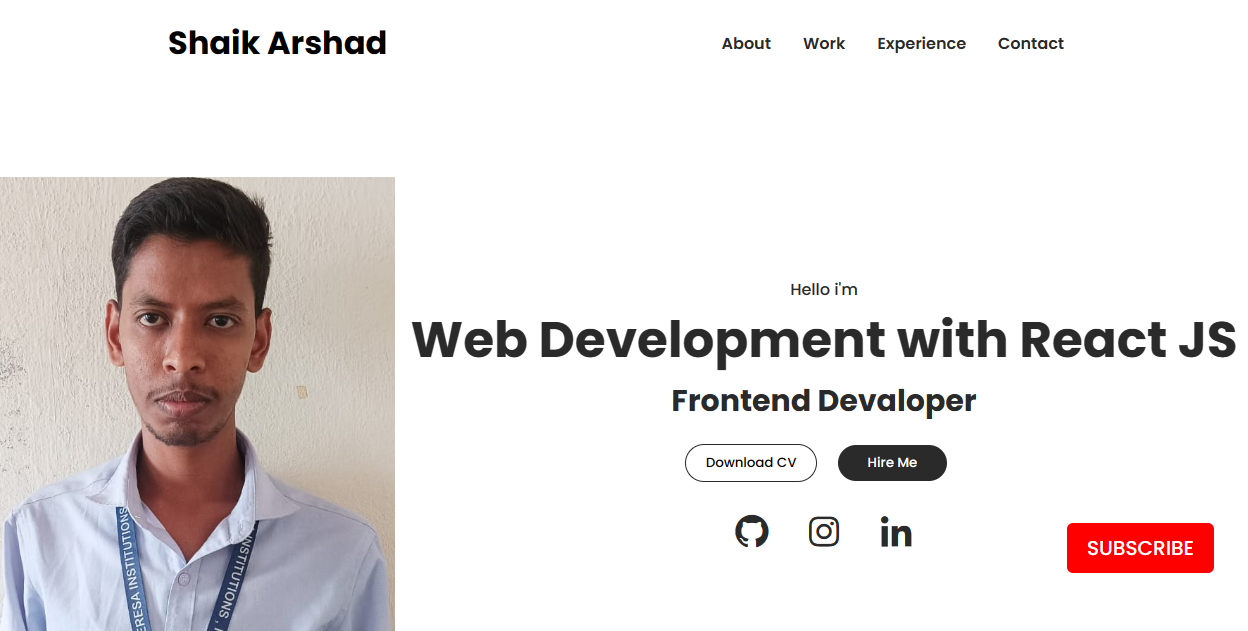 Shaik Arshad
About Work Experience Contact
Hello i'm
Web Development with React JS
Frontend Devaloper
Download CV Hire Me
SUBSCRIBE
INSTITUTIONS
INSTITUTIONS,